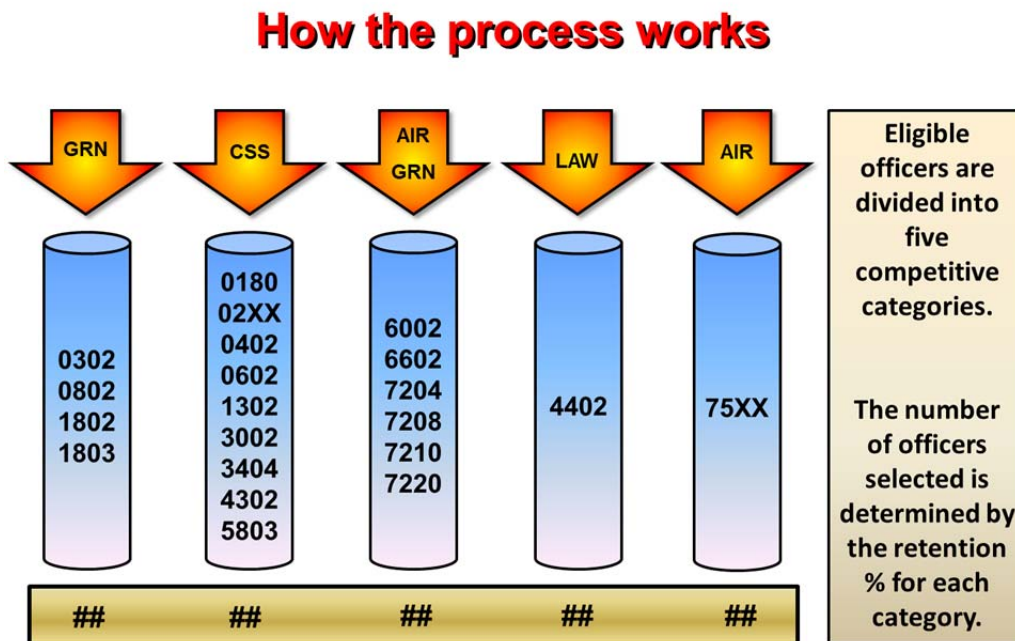 How the process works
GRN
CSS
AIR
GRN
LAW
AIR
0302
0802
1802
1803
0180
02XX
0402
0602
1302
3002
3404
4302
5803
6002
6602
7204
7208
7210
7220
4402
75XX
##
##
##
##
##
Eligible
officers are
divided into
five
competitive
categories.
The number
of officers
selected is
determined by
the retention
% for each
category.